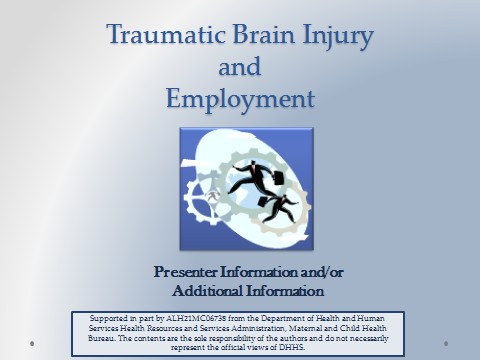 Traumatic Brain Injury
and
Employment
Presenter Information and/or
Additional Information
Supported in part by ALH21MC06738 from the Department of Health and Human
Services Health Resources and Services Administration, Maternal and Child Health
Bureau. The contents are the sole responsibility of the authors and do not necessarily
represent the official views of DHHS.